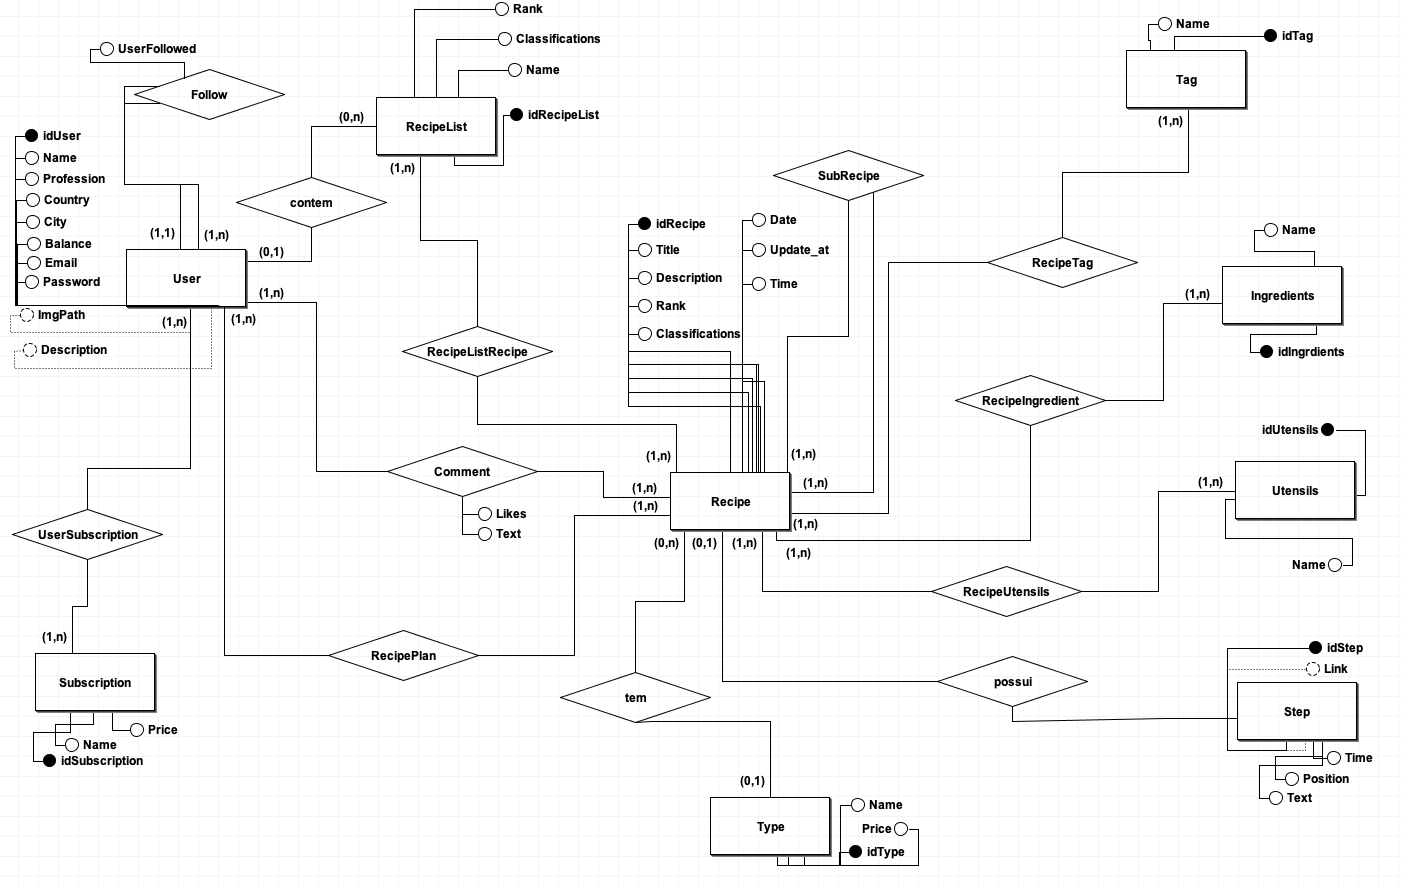 Rank
Classifications
Name
RecipeList
idRecipeList
(0,n)
(1,n)
UserFollowed
Follow
idUser
Name
Profession
Country
City
Balance
Email
Password
ImgPath
Description
(1,1)
(1,n)
User
(0,1)
(1,n)
(1,n)
(1,n)
contem
RecipeListRecipe
Name
idTag
Tag
(1,n)
SubRecipe
RecipeTag
idRecipe
Title
Description
Rank
Classifications
Date
Update_at
Time
Name
Ingredients
(1,n)
idIngrdients
RecipeIngredient
idUtensils
Utensils
(1,n)
Name
RecipeUtensils
Comment
Likes
Text
(1,n)
(1,n)
(1,n)
Recipe
(1,n)
(1,n)
(1,n)
(1,n)
(0,n)
(0,1)
(1,n)
UserSubscription
(1,n)
Subscription
Price
Name
idSubscription
RecipePlan
tem
(0,1)
Type
Name
Price
idType
possui
idStep
Link
Step
Time
Position
Text